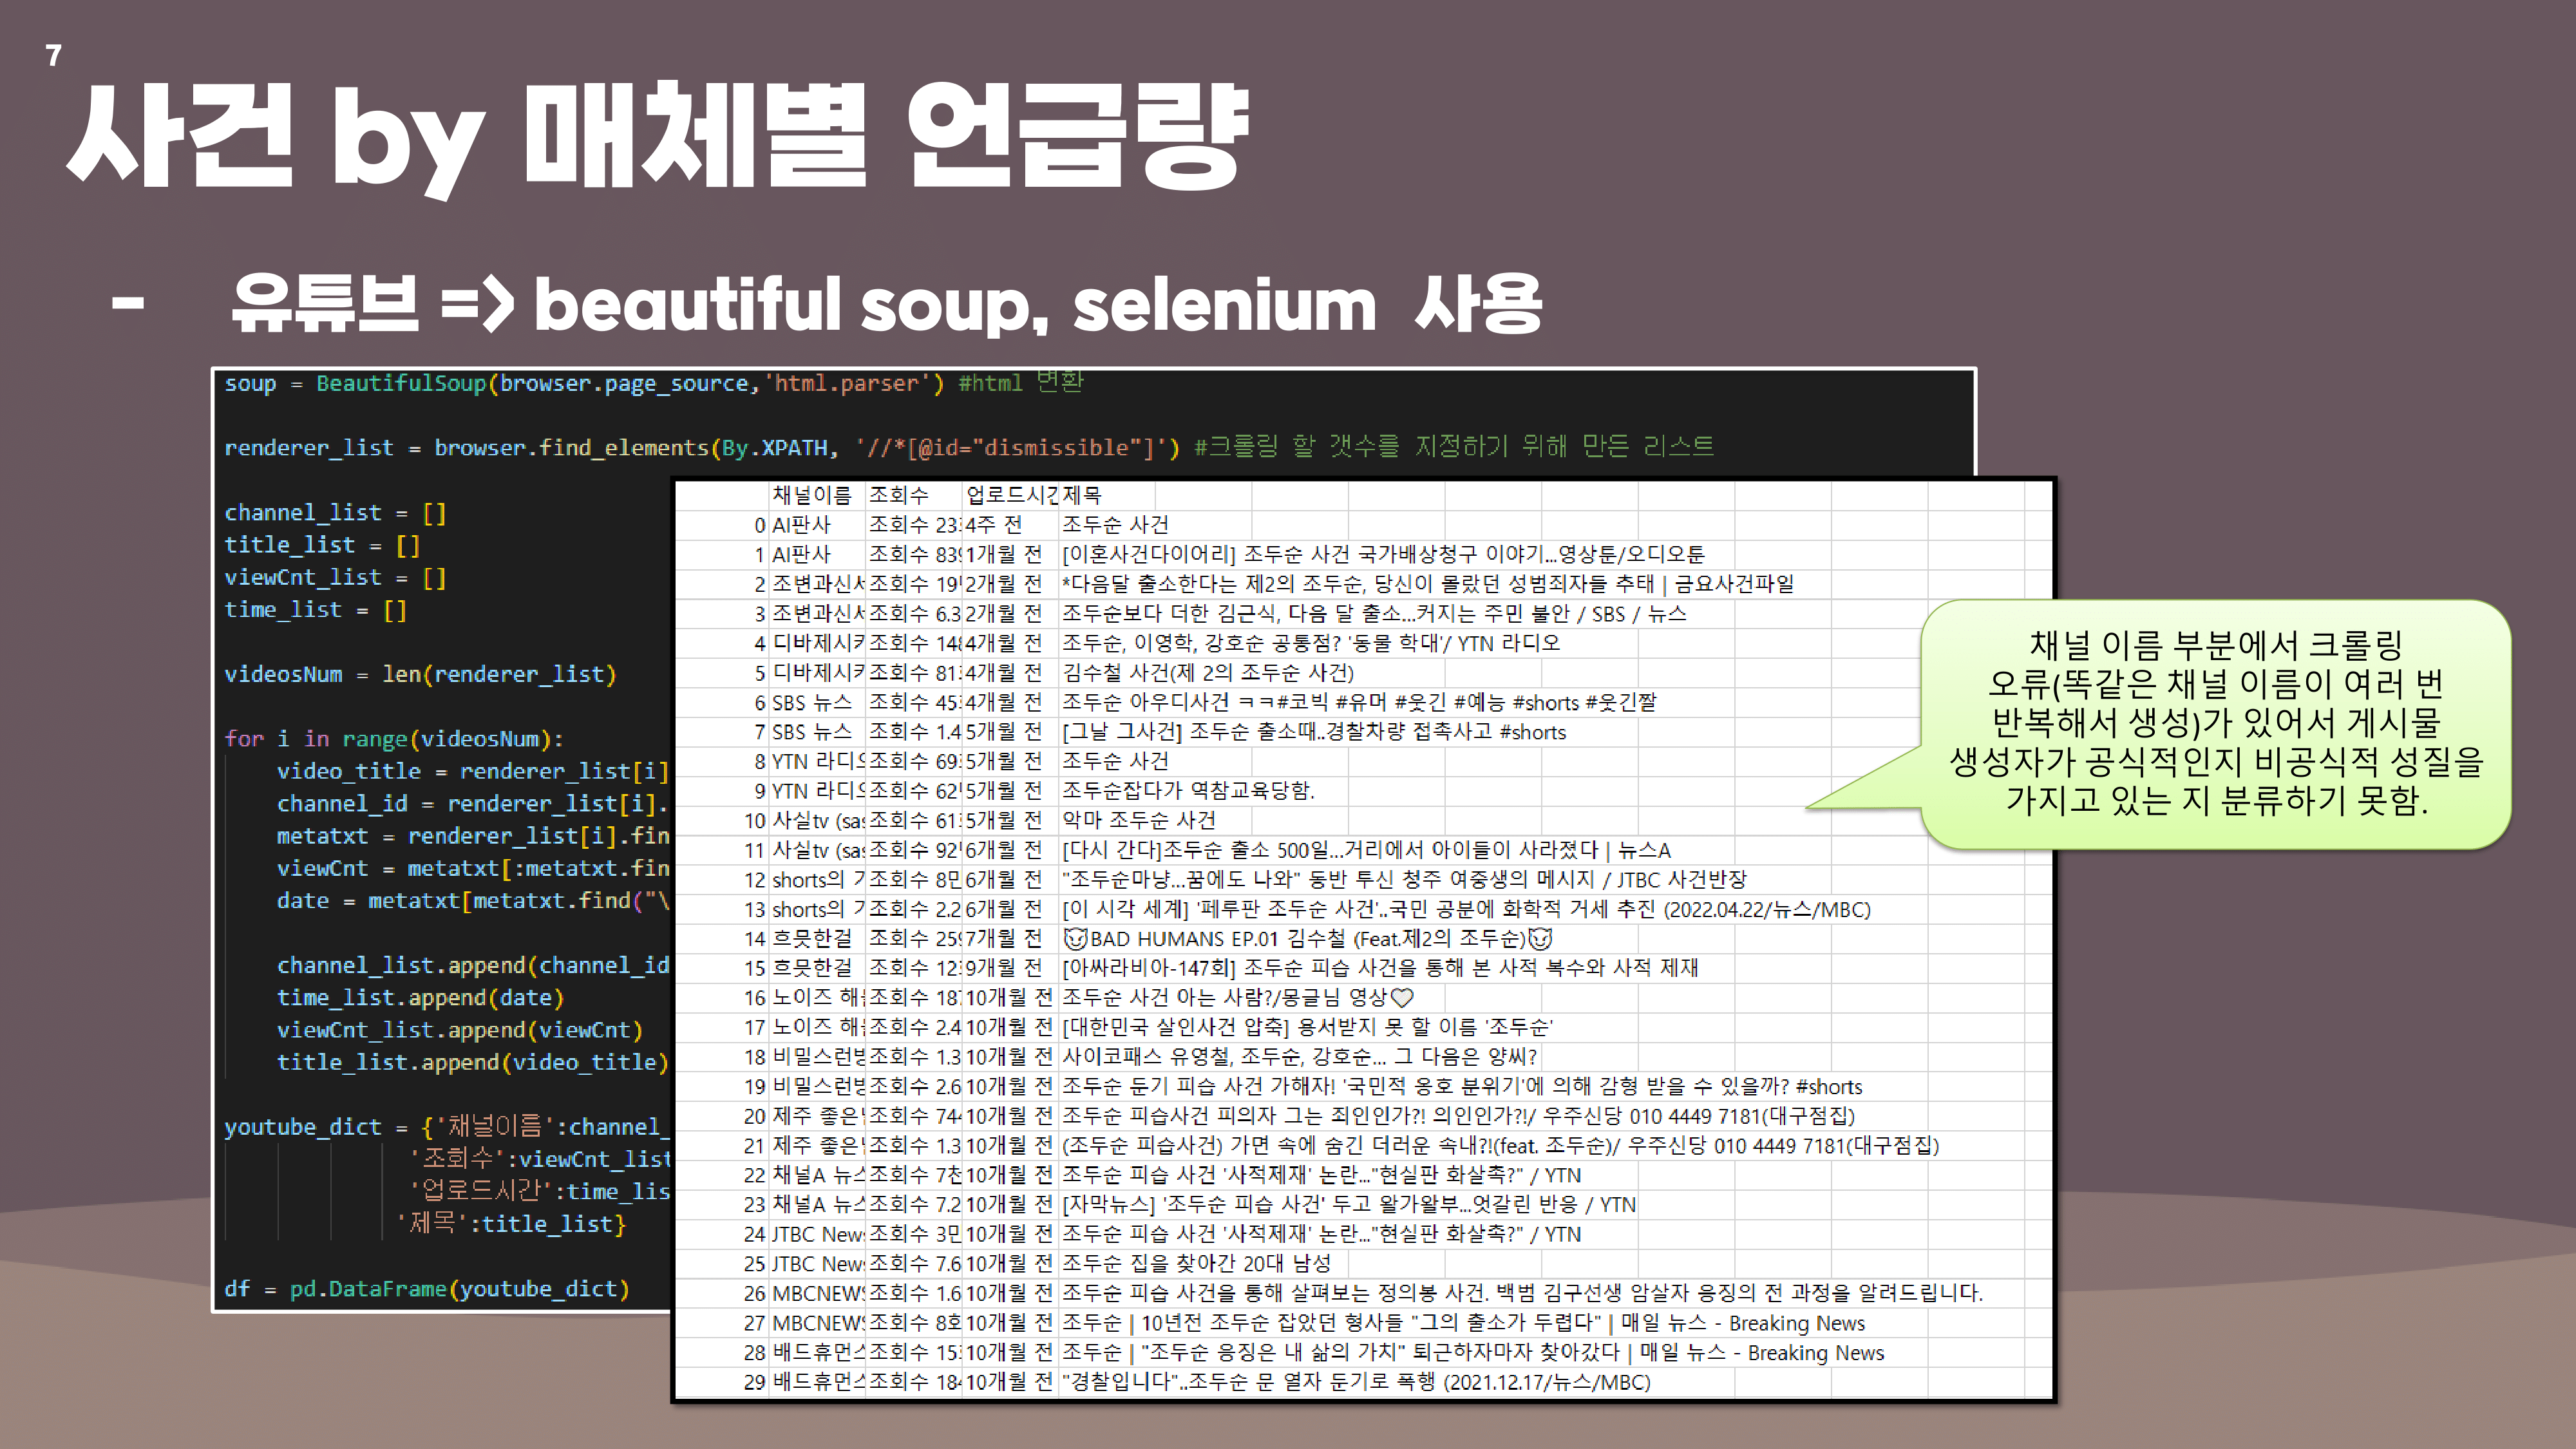 7
사건 by 매체별 언급량
- 유튜브 => beautiful soup, selenium 사용
soup = BeautifulSoup(browser.page_source,'html.parser') #html 변환
renderer_list = browser.find_elements(By.XPATH, '//*[@id="dismissible"]') #크롤링 할 갯수를 지정하기 위해 만든 리스트
channel_list = []
title_list = []
viewCnt_list = []
time_list = []
videosNum = len(renderer_list)
for i in range(videosNum):
video_title = renderer_list[i]
channel_id = renderer_list[i].
metatxt = renderer_list[i].fin
viewCnt = metatxt[:metatxt.fin
date = metatxt[metatxt.find("\
channel_list.append(channel_id
time_list.append(date)
viewCnt_list.append(viewCnt)
title_list.append(video_title)
youtube_dict = {'채널이름':channel_
'조회수':viewCnt_list
'업로드시간':time_lis
'제목':title_list}
df = pd.DataFrame(youtube_dict)
채널이름 조회수 업로드시간 제목
0 AI판사 조회수 23 4주 전 조두순 사건
1 AI판사 조회수 839 1개월 전 [이혼사건다이어리] 조두순 사건 국가배상청구 이야기...영상툰/오디오툰
2 조변과신서 조회수 19 2개월 전 *다음달 출소한다는 제2의 조두순, 당신이 몰랐던 성범죄자들 추태 | 금요사건파일
3 조변과신서 조회수 6.3 2개월 전 조두순보다 더한 김근식, 다음 달 출소...커지는 주민 불안 / SBS / 뉴스
4 디바제시카 조회수 148 4개월 전 조두순, 이영학, 강호순 공통점? '동물 학대'/ YTN 라디오
5 디바제시카 조회수 81 4개월 전 김수철 사건(제 2의 조두순 사건)
6 SBS 뉴스 조회수 45 4개월 전 조두순 아우디사건 ㅋㅋ#코빅 #유머 #웃긴 #예능 #shorts #웃긴짤
7 SBS 뉴스 조회수 1.4 5개월 전 [그날 그사건] 조두순 출소때..경찰차량 접촉사고 #shorts
8 YTN 라디오 조회수 69 5개월 전 조두순 사건
9 YTN 라디오 조회수 62 5개월 전 조두순잡다가 역참교육당함.
10 사실tv (sas 조회수 61 5개월 전 악마 조두순 사건
11 사실tv (sas 조회수 92 6개월 전 [다시 간다]조두순 출소 500일...거리에서 아이들이 사라졌다 | 뉴스A
12 shorts의 조회수 8만 6개월 전 "조두순마냥...꿈에도 나와" 동반 투신 청주 여중생의 메시지 / JTBC 사건반장
13 shorts의 조회수 2.2 6개월 전 [이 시각 세계] '페루판 조두순 사건'..국민 공분에 화학적 거세 추진 (2022.04.22/뉴스/MBC)
14 흐믓한걸 조회수 259 7개월 전 😈BAD HUMANS EP.01 김수철 (Feat.제2의 조두순)😈
15 흐믓한걸 조회수 12 9개월 전 [아싸라비아-147회] 조두순 피습 사건을 통해 본 사적 복수와 사적 제재
16 노이즈 해 조회수 187 10개월 전 조두순 사건 아는 사람?/몽글님 영상🤍
17 노이즈 해 조회수 2.4 10개월 전 [대한민국 살인사건 압축] 용서받지 못 할 이름 '조두순'
18 비밀스런방 조회수 1.3 10개월 전 사이코패스 유영철, 조두순, 강호순... 그 다음은 양씨?
19 비밀스런방 조회수 2.6 10개월 전 조두순 둔기 피습 사건 가해자! '국민적 옹호 분위기'에 의해 감형 받을 수 있을까? #shorts
20 제주 좋은 조회수 744 10개월 전 조두순 피습사건 피의자 그는 죄인인가?! 의인인가?!/ 우주신당 010 4449 7181(대구점집)
21 제주 좋은 조회수 1.3 10개월 전 (조두순 피습사건) 가면 속에 숨긴 더러운 속내?!(feat. 조두순)/ 우주신당 010 4449 7181(대구점집)
22 채널A 뉴스 조회수 7천 10개월 전 조두순 피습 사건 '사적제재' 논란..."현실판 화살촉?" / YTN
23 채널A 뉴스 조회수 7.2 10개월 전 [자막뉴스] '조두순 피습 사건' 두고 왈가왈부...엇갈린 반응 / YTN
24 JTBC News 조회수 3만 10개월 전 조두순 피습 사건 '사적제재' 논란..."현실판 화살촉?" / YTN
25 JTBC News 조회수 7.6 10개월 전 조두순 집을 찾아간 20대 남성
26 MBCNEWS 조회수 1.6 10개월 전 조두순 피습 사건을 통해 살펴보는 정의봉 사건. 백범 김구선생 암살자 응징의 전 과정을 알려드립니다.
27 MBCNEWS 조회수 8회 10개월 전 조두순 | 10년전 조두순 잡았던 형사들 "그의 출소가 두렵다" | 매일 뉴스 - Breaking News
28 배드휴먼스 조회수 15 10개월 전 조두순 | "조두순 응징은 내 삶의 가치" 퇴근하자마자 찾아갔다 | 매일 뉴스 - Breaking News
29 배드휴먼스 조회수 184 10개월 전 "경찰입니다"..조두순 문 열자 둔기로 폭행 (2021.12.17/뉴스/MBC)
채널 이름 부분에서 크롤링
오류(똑같은 채널 이름이 여러 번
반복해서 생성)가 있어서 게시물
생성자가 공식적인지 비공식적 성질을
가지고 있는 지 분류하기 못함.